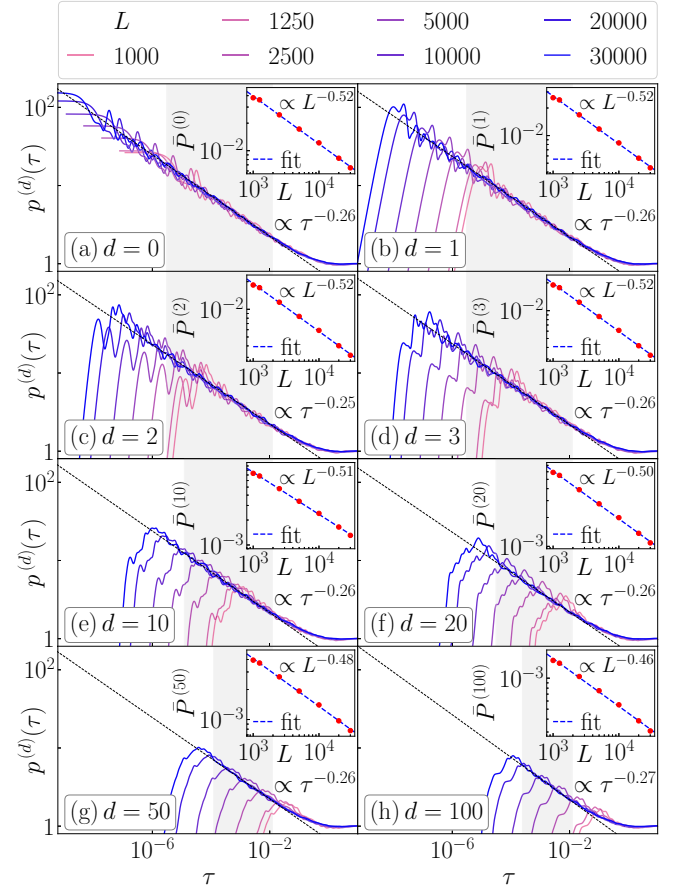 L 1250 5000 20000
1000 2500 10000 30000
p^{(d)}(τ)
10^2
1
P̄^{(0)}
10^{-2}
∝ L^{-0.52}
fit
10^3 L 10^4
∝ τ^{-0.26}
(a) d = 0
P̄^{(1)}
10^{-2}
∝ L^{-0.52}
fit
10^3 L 10^4
∝ τ^{-0.26}
(b) d = 1
p^{(d)}(τ)
10^2
1
P̄^{(2)}
10^{-2}
∝ L^{-0.52}
fit
10^3 L 10^4
∝ τ^{-0.25}
(c) d = 2
P̄^{(3)}
10^{-2}
∝ L^{-0.52}
fit
10^3 L 10^4
∝ τ^{-0.26}
(d) d = 3
p^{(d)}(τ)
10^2
1
P̄^{(10)}
10^{-3}
∝ L^{-0.51}
fit
10^3 L 10^4
∝ τ^{-0.26}
(e) d = 10
P̄^{(20)}
10^{-3}
∝ L^{-0.50}
fit
10^3 L 10^4
∝ τ^{-0.26}
(f) d = 20
p^{(d)}(τ)
10^2
1
P̄^{(50)}
10^{-3}
∝ L^{-0.48}
fit
10^3 L 10^4
∝ τ^{-0.26}
(g) d = 50
P̄^{(100)}
10^{-3}
∝ L^{-0.46}
fit
10^3 L 10^4
∝ τ^{-0.27}
(h) d = 100
10^{-6} 10^{-2} 10^{-6} 10^{-2}
τ τ